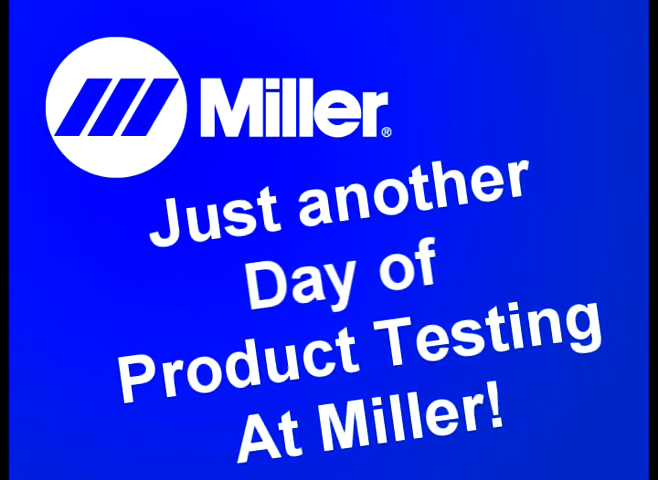 Miller®
Just another
Day of
Product Testing
At Miller!